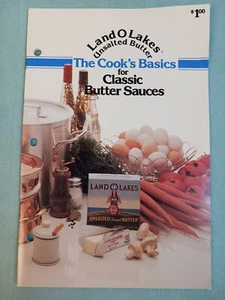 $1.00
Land O Lakes
Unsalted Butter
The Cook's Basics
for
Classic
Butter Sauces
LAND O LAKES
UNSALTED Sweet BUTTER